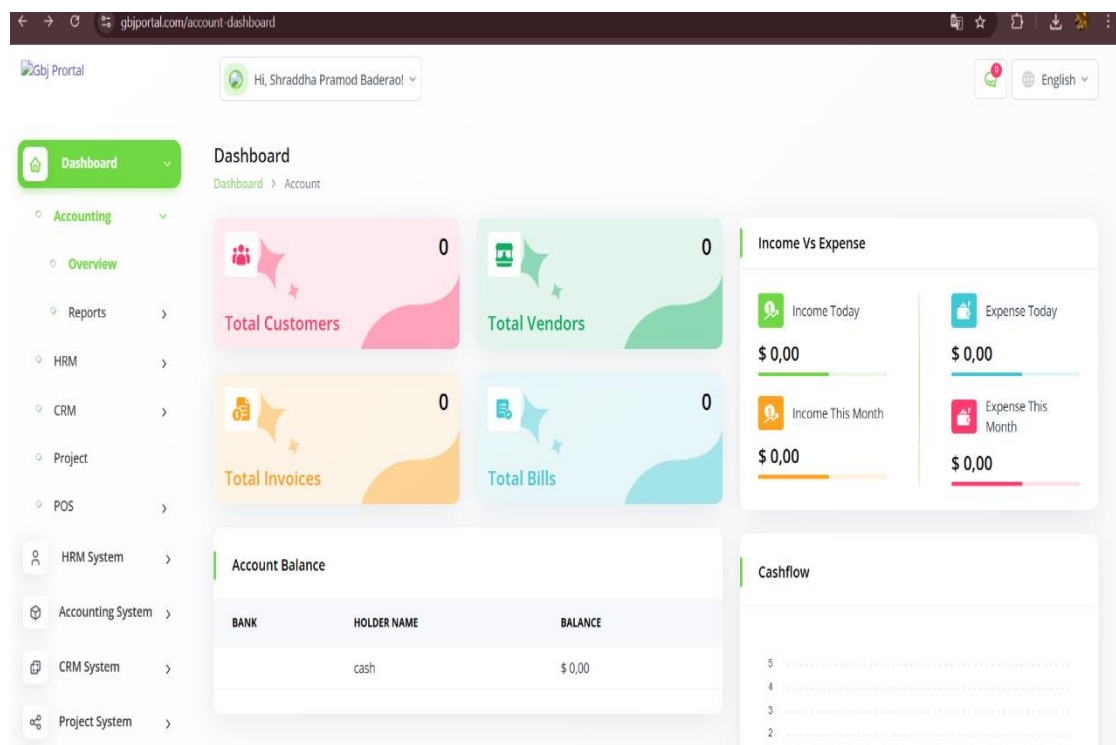 gbjportal.com/account-dashboard
Gbj Prortal
Hi, Shraddha Pramod Baderao!
0
English
Dashboard
Accounting
Overview
Reports
HRM
CRM
Project
POS
HRM System
Accounting System
CRM System
Project System
Dashboard
Dashboard > Account
0
Total Customers
0
Total Vendors
0
Total Invoices
0
Total Bills
Income Vs Expense
Income Today
$ 0,00
Expense Today
$ 0,00
Income This Month
$ 0,00
Expense This
Month
$ 0,00
Account Balance
BANK HOLDER NAME BALANCE
cash $ 0,00
Cashflow
5
4
3
2